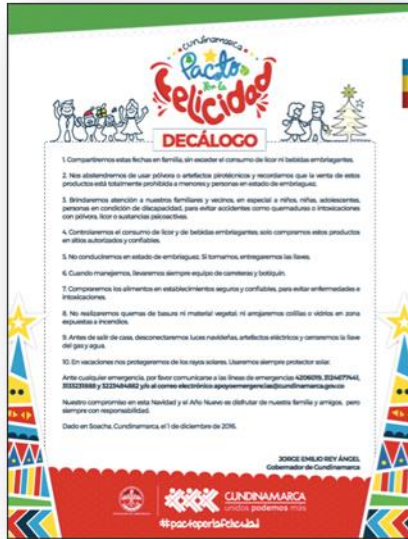 Cundinamarca
Pacto
Por la
Felicidad
DECÁLOGO
1. Compartiremos estas fechas en familia, sin exceder el consumo de licor ni bebidas embriagantes.
2. Nos abstendremos de usar pólvora o artefactos pirotécnicos y recordamos que la venta de estos
productos está totalmente prohibida a menores y personas en estado de embriaguez.
3. Brindaremos atención a nuestros familiares y vecinos, en especial a niños, niñas, adolescentes,
personas en condición de discapacidad, para evitar accidentes como quemaduras o intoxicaciones
con pólvora, licor o sustancias psicoactivas.
4. Controlaremos el consumo de licor y de bebidas embriagantes; solo compramos estos productos
en sitios autorizados y confiables.
5. No conduciremos en estado de embriaguez. Si tomamos, entregaremos las llaves.
6. Cuando manejemos, llevaremos siempre equipo de carreteras y botiquín.
7. Compraremos los alimentos en establecimientos seguros y confiables, para evitar enfermedades e
intoxicaciones.
8. No realizaremos quemas de basura ni material vegetal, ni arrojaremos colillas o vidrios en zona
expuestas a incendios.
9. Antes de salir de casa, desconectaremos luces navideñas, artefactos eléctricos y cerraremos la llave
del gas y agua.
10. En vacaciones nos protegeremos de los rayos solares. Usaremos siempre protector solar.
Ante cualquier emergencia, por favor comunicarse a las líneas de emergencias
y/o al correo electrónico
Nuestro compromiso en esta Navidad y el Año Nuevo es disfrutar de nuestra familia y amigos, pero
siempre con responsabilidad.
Dado en Soacha, Cundinamarca, el 1 de diciembre de 2016.
JORGE EMILIO REY ÁNGEL
Gobernador de Cundinamarca
CUNDINAMARCA
unidos podemos más
#pactoporlafelicidad